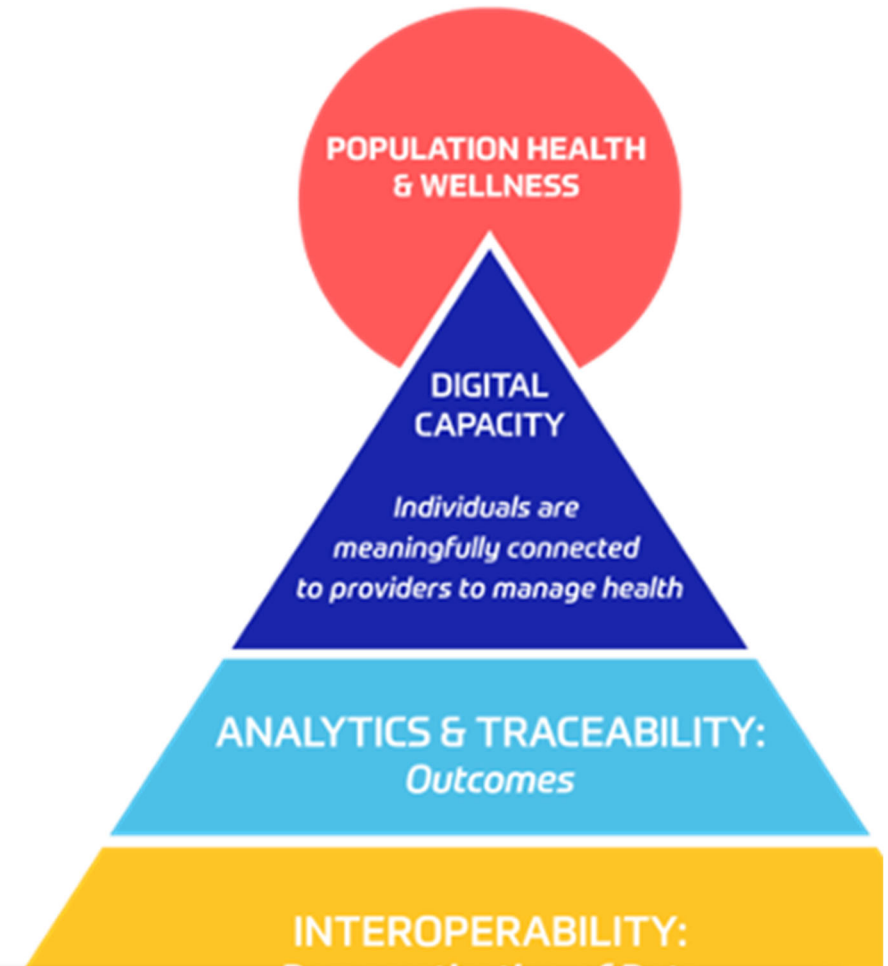 POPULATION HEALTH
& WELLNESS
DIGITAL
CAPACITY
Individuals are
meaningfully connected
to providers to manage health
ANALYTICS & TRACEABILITY:
Outcomes
INTEROPERABILITY: